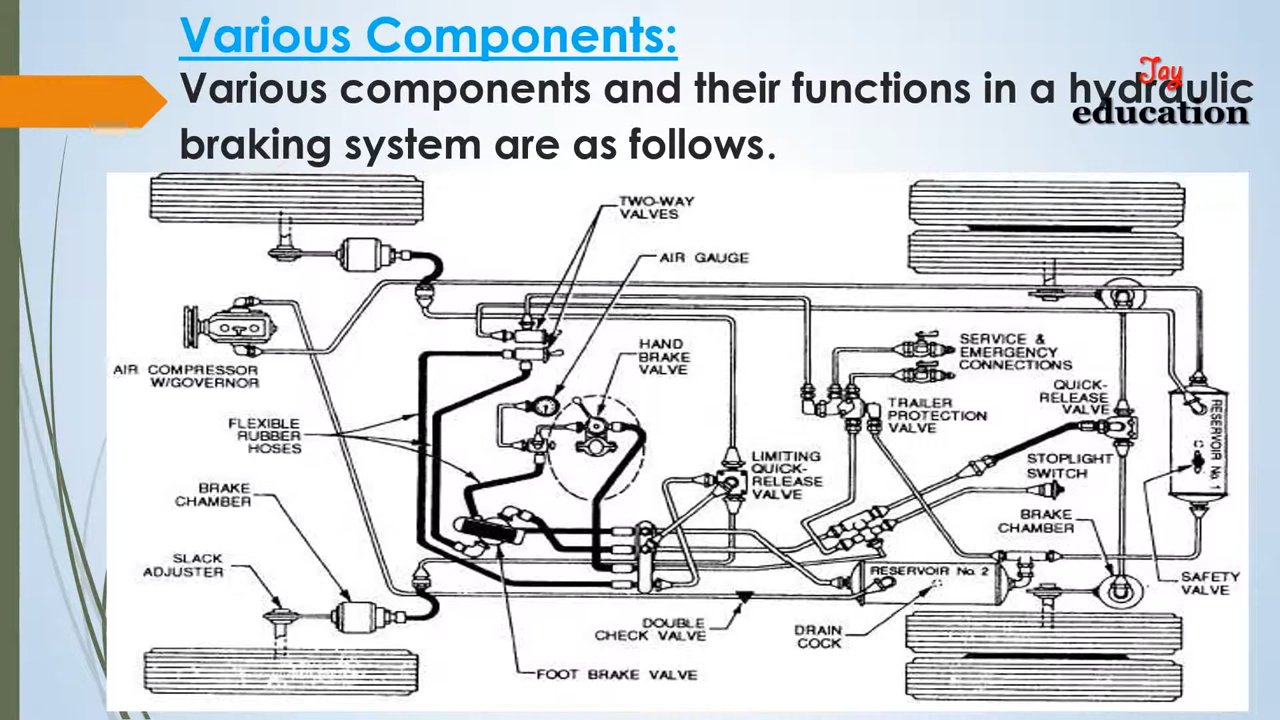 Various Components:
Various components and their functions in a hydraulic
braking system are as follows.
Jay
education
TWO-WAY
VALVES
AIR GAUGE
HAND
BRAKE
VALVE
SERVICE &
EMERGENCY
CONNECTIONS
AIR COMPRESSOR
W/GOVERNOR
QUICK-
RELEASE
VALVE
TRAILER
PROTECTION
VALVE
RESERVOIR No. 1
FLEXIBLE
RUBBER
HOSES
LIMITING
QUICK-
RELEASE
VALVE
STOPLIGHT
SWITCH
BRAKE
CHAMBER
BRAKE
CHAMBER
SLACK
ADJUSTER
RESERVOIR No. 2
SAFETY
VALVE
DOUBLE
CHECK VALVE
DRAIN
COCK
FOOT BRAKE VALVE